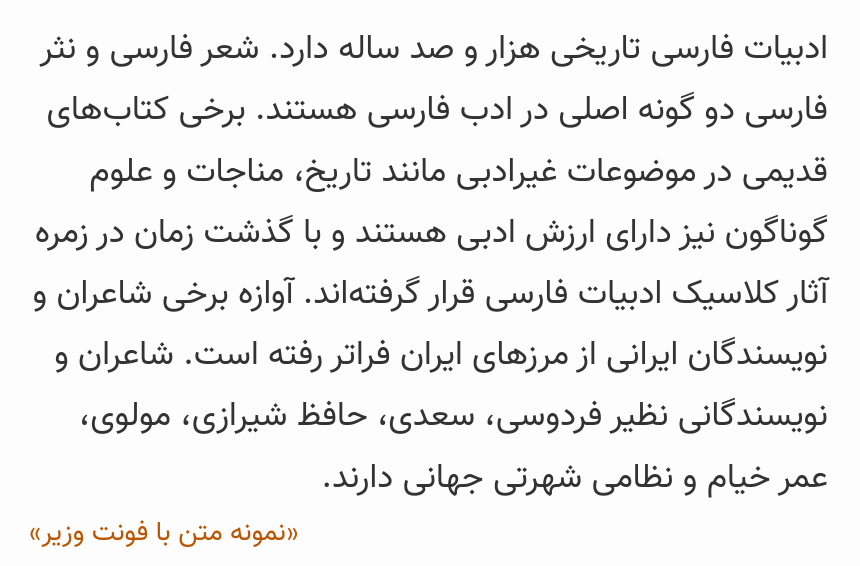 ادبیات فارسی تاریخی هزار و صد ساله دارد. شعر فارسی و نثر
فارسی دو گونه اصلی در ادب فارسی هستند. برخی کتاب‌های
قدیمی در موضوعات غیرادبی مانند تاریخ، مناجات و علوم
گوناگون نیز دارای ارزش ادبی هستند و با گذشت زمان در زمره
آثار کلاسیک ادبیات فارسی قرار گرفته‌اند. آوازه برخی شاعران و
نویسندگان ایرانی از مرزهای ایران فراتر رفته است. شاعران و
نویسندگانی نظیر فردوسی، سعدی، حافظ شیرازی، مولوی،
عمر خیام و نظامی شهرتی جهانی دارند.
«نمونه متن با فونت وزیر»